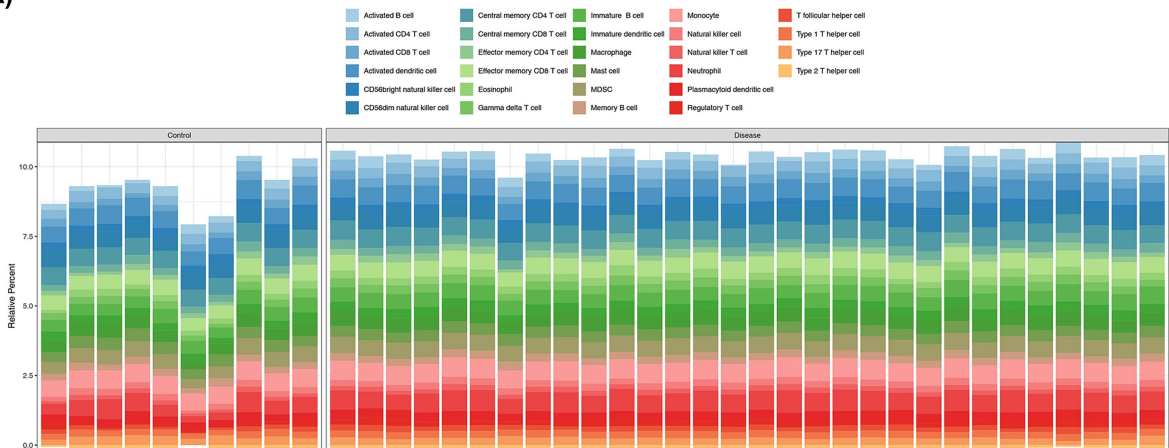 Activated B cell
Activated CD4 T cell
Activated CD8 T cell
Activated dendritic cell
CD56bright natural killer cell
CD56dim natural killer cell
Central memory CD4 T cell
Central memory CD8 T cell
Effector memory CD4 T cell
Effector memory CD8 T cell
Eosinophil
Gamma delta T cell
Immature B cell
Immature dendritic cell
Macrophage
Mast cell
MDSC
Memory B cell
Monocyte
Natural killer cell
Natural killer T cell
Neutrophil
Plasmacytoid dendritic cell
Regulatory T cell
T follicular helper cell
Type 1 T helper cell
Type 17 T helper cell
Type 2 T helper cell
Control
Disease
Relative Percent
10.0
7.5
5.0
2.5
0.0